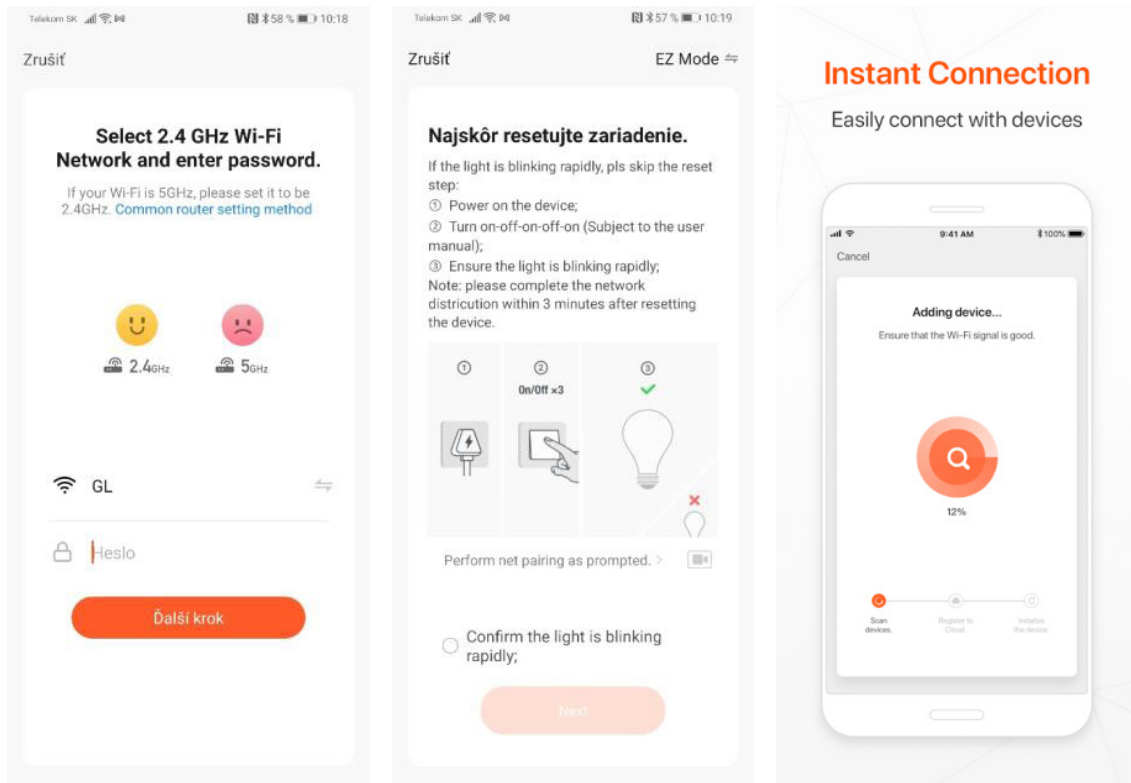 Telekom SK
58 %
10:18
Zrušiť
Select 2.4 GHz Wi-Fi
Network and enter password.
If your Wi-Fi is 5GHz, please set it to be
2.4GHz. Common router setting method
2.4GHz
5GHz
GL
Heslo
Ďalší krok
Telekom SK
57 %
10:19
Zrušiť
EZ Mode
Najskôr resetujte zariadenie.
If the light is blinking rapidly, pls skip the reset
step:
① Power on the device;
② Turn on-off-on-off-on (Subject to the user
manual);
③ Ensure the light is blinking rapidly;
Note: please complete the network
districution within 3 minutes after resetting
the device.
①
②
③
On/Off ×3
Perform net pairing as prompted. >
Confirm the light is blinking
rapidly;
Next
Instant Connection
Easily connect with devices
9:41 AM
100%
Cancel
Adding device...
Ensure that the Wi-Fi signal is good.
12%
Scan
devices.
Register to
Cloud.
Initialize
the device.